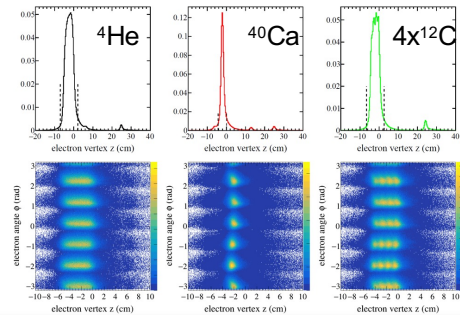 0.05
0.04
0.03
0.02
0.01
0
⁴He
-20 -10 0 10 20 30 40
electron vertex z (cm)
0.12
0.10
0.08
0.06
0.04
0.02
0
⁴⁰Ca
-20 -10 0 10 20 30 40
electron vertex z (cm)
0.05
0.04
0.03
0.02
0.01
0
4x¹²C
-20 -10 0 10 20 30 40
electron vertex z (cm)
electron angle ϕ (rad)
3
2
1
0
-1
-2
-3
-10 -8 -6 -4 -2 0 2 4 6 8 10
electron vertex z (cm)
electron angle ϕ (rad)
3
2
1
0
-1
-2
-3
-10 -8 -6 -4 -2 0 2 4 6 8 10
electron vertex z (cm)
electron angle ϕ (rad)
3
2
1
0
-1
-2
-3
-10 -8 -6 -4 -2 0 2 4 6 8 10
electron vertex z (cm)